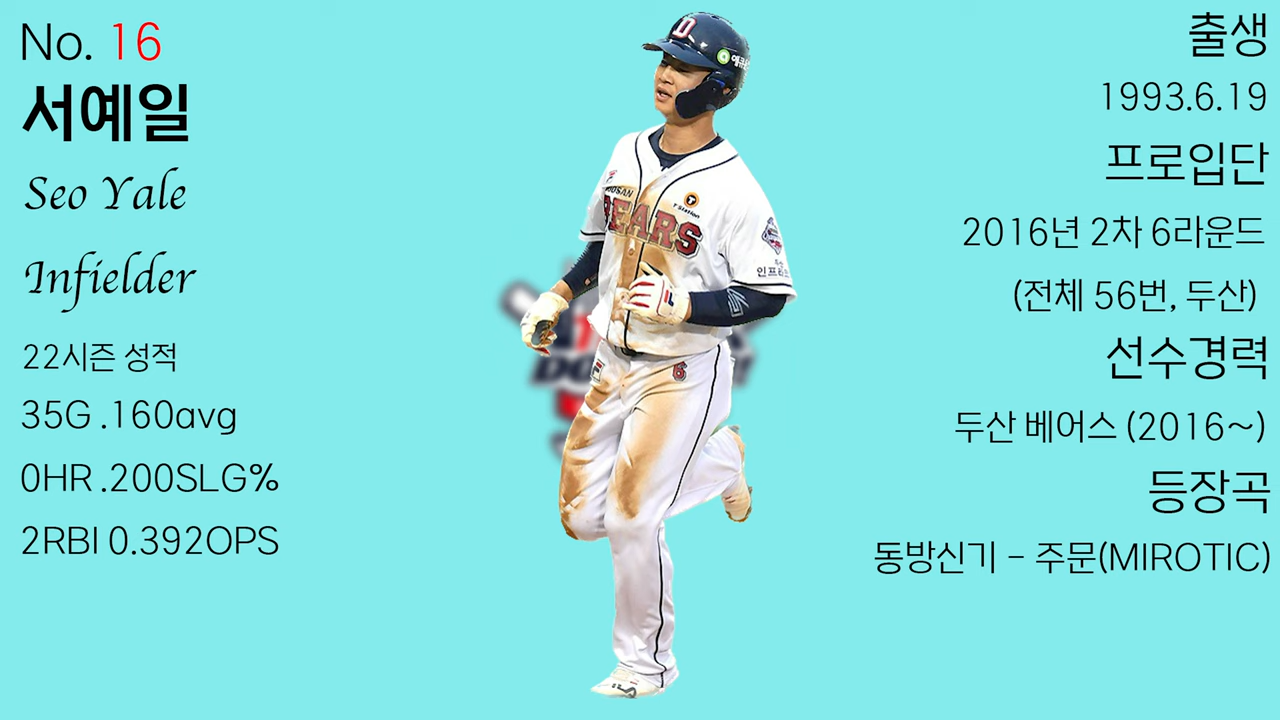 No. 16
서예일
Seo Yale
Infielder
22시즌 성적
35G .160avg
0HR .200SLG%
2RBI 0.392OPS
출생
1993.6.19
프로입단
2016년 2차 6라운드
(전체 56번, 두산)
선수경력
두산 베어스 (2016~)
등장곡
동방신기 - 주문(MIROTIC)
D
DOOSAN
BEARS
T'Station
6